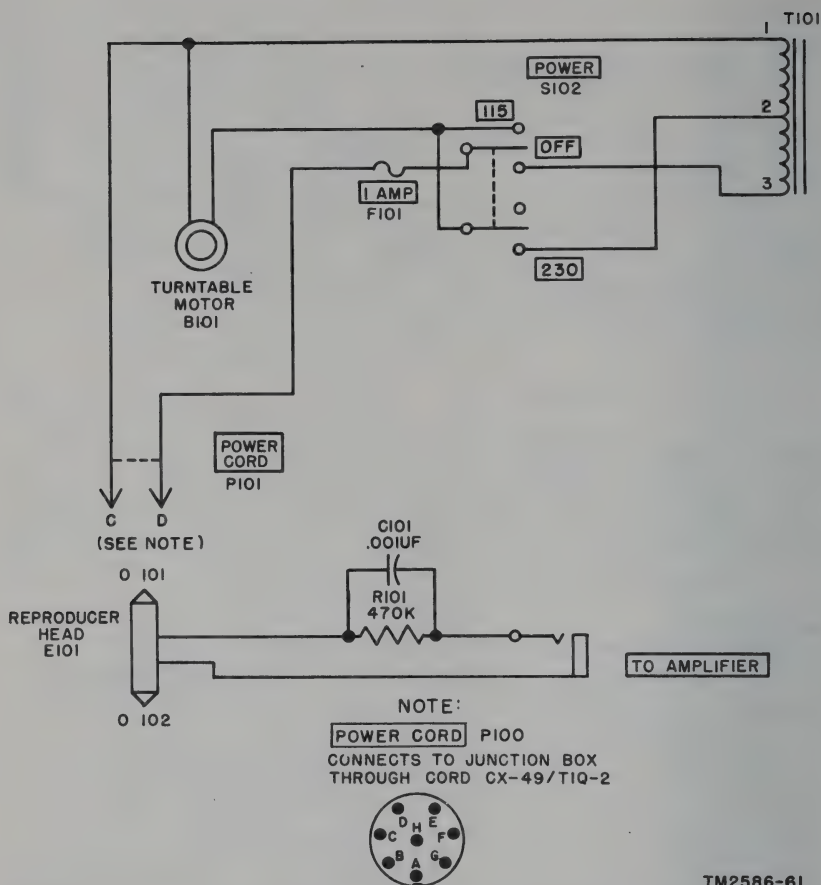 1 T101
POWER
S102
115
OFF
2
1 AMP
F101
3
230
TURNTABLE
MOTOR
B101
POWER
CORD
P101
C D
(SEE NOTE)
C101
.001UF
0 101
R101
470K
REPRODUCER
HEAD
E101
TO AMPLIFIER
0 102
NOTE:
POWER CORD P100
CONNECTS TO JUNCTION BOX
THROUGH CORD CX-49/TIQ-2
D H E
C F
B A G
TM2586-61